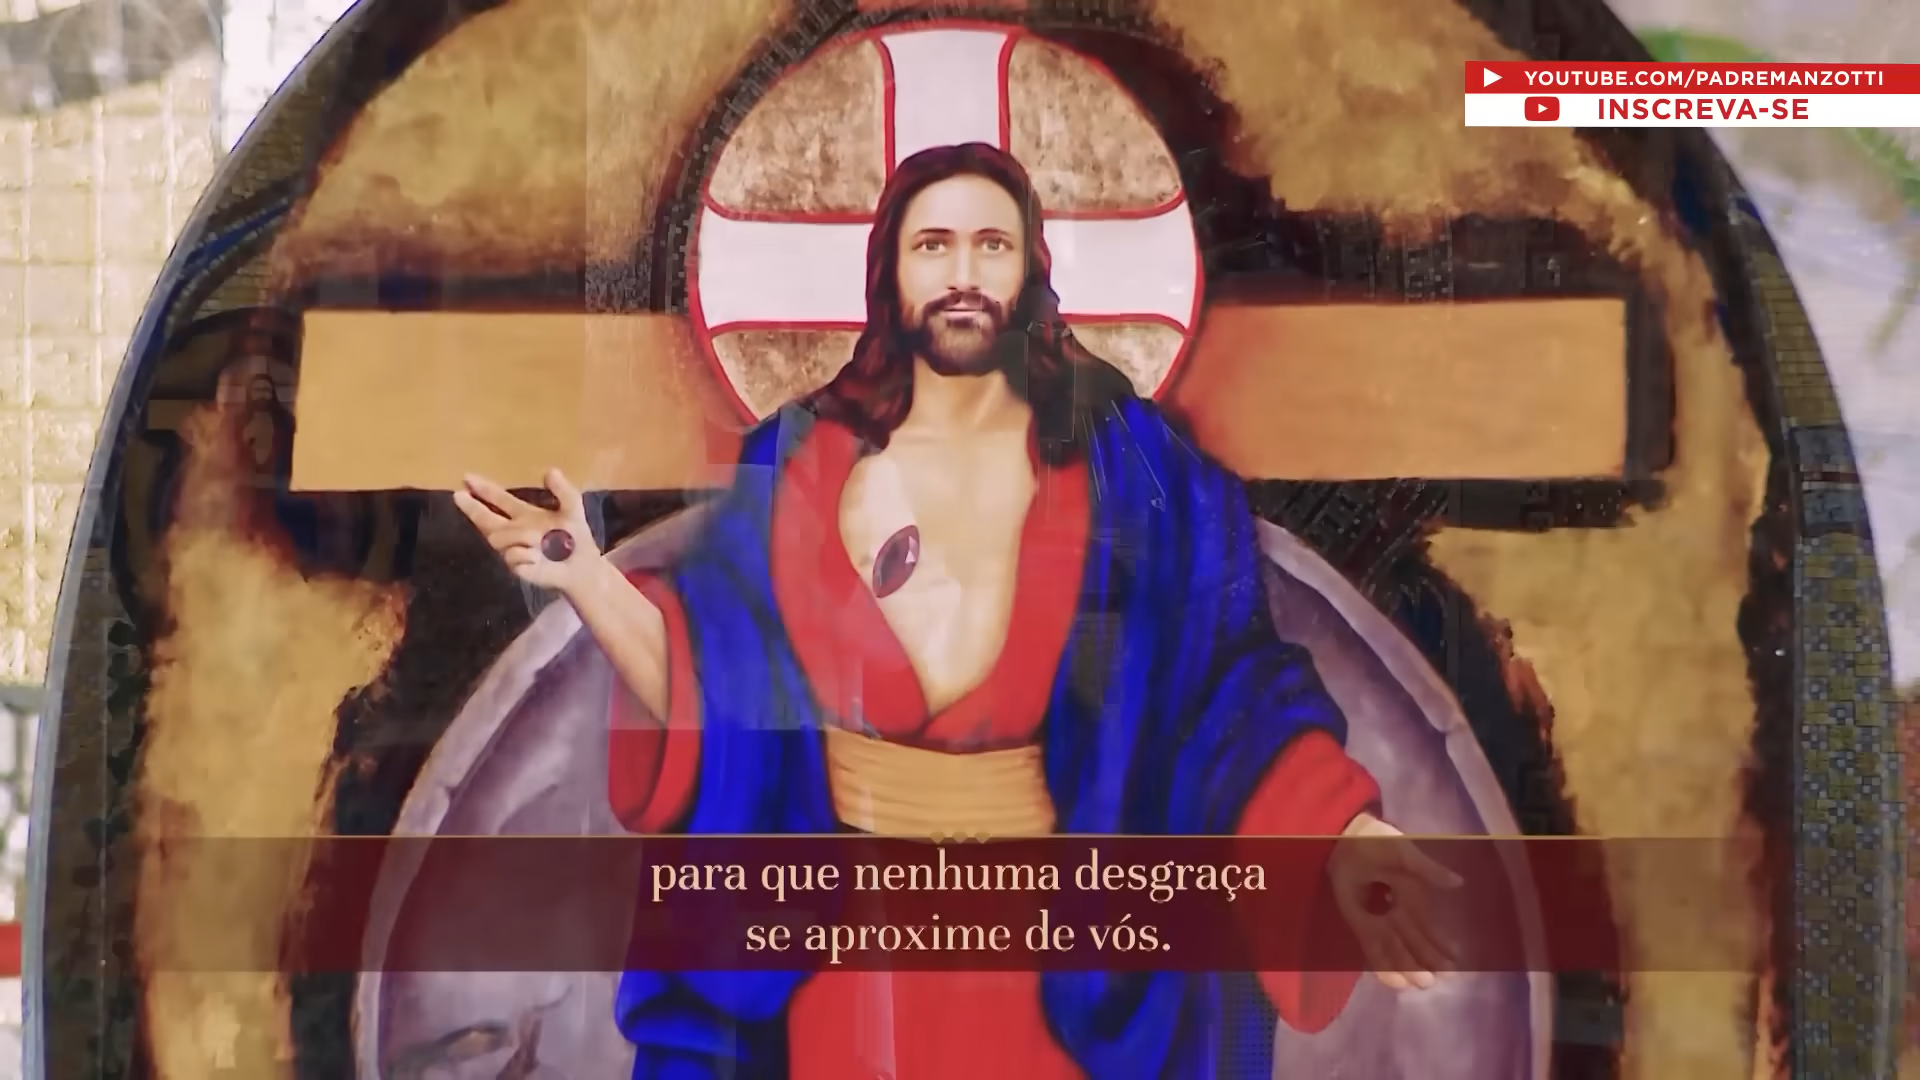 YOUTUBE.COM/PADREMANZOTTI
INSCREVA-SE
para que nenhuma desgraça
se aproxime de vós.